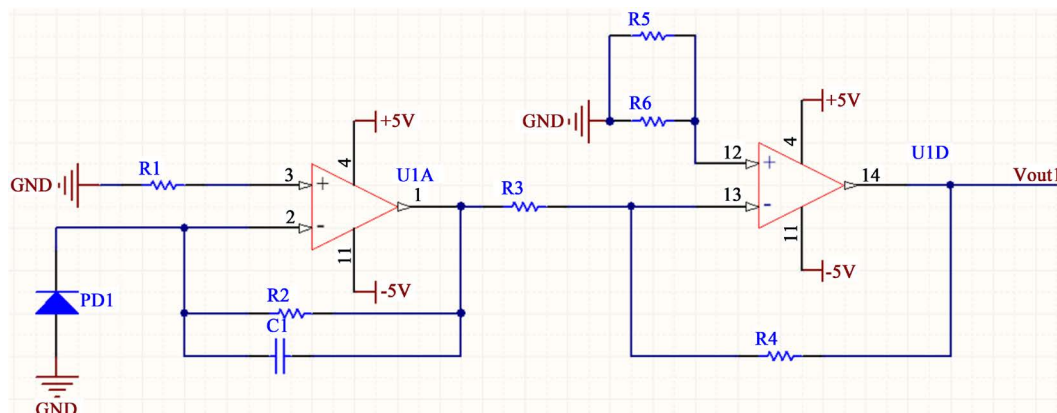 R5
R6
GND
+5V
+5V
4
4
12
+
U1D
R1
GND
3
+
U1A
1
R3
13
-
14
Vout1
2
-
11
11
-5V
-5V
PD1
R2
C1
R4
GND